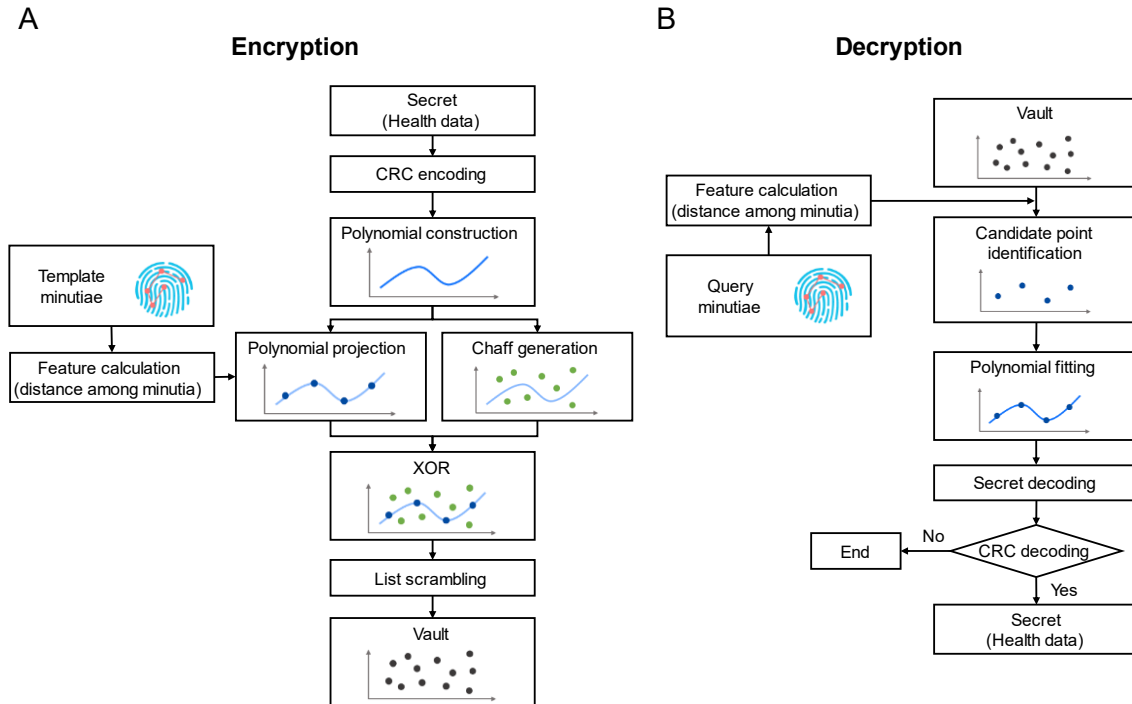 A
Encryption
Secret
(Health data)
CRC encoding
Polynomial construction
Template
minutiae
Feature calculation
(distance among minutia)
Polynomial projection
Chaff generation
XOR
List scrambling
Vault
B
Decryption
Vault
Feature calculation
(distance among minutia)
Query
minutiae
Candidate point
identification
Polynomial fitting
Secret decoding
CRC decoding
No
End
Yes
Secret
(Health data)